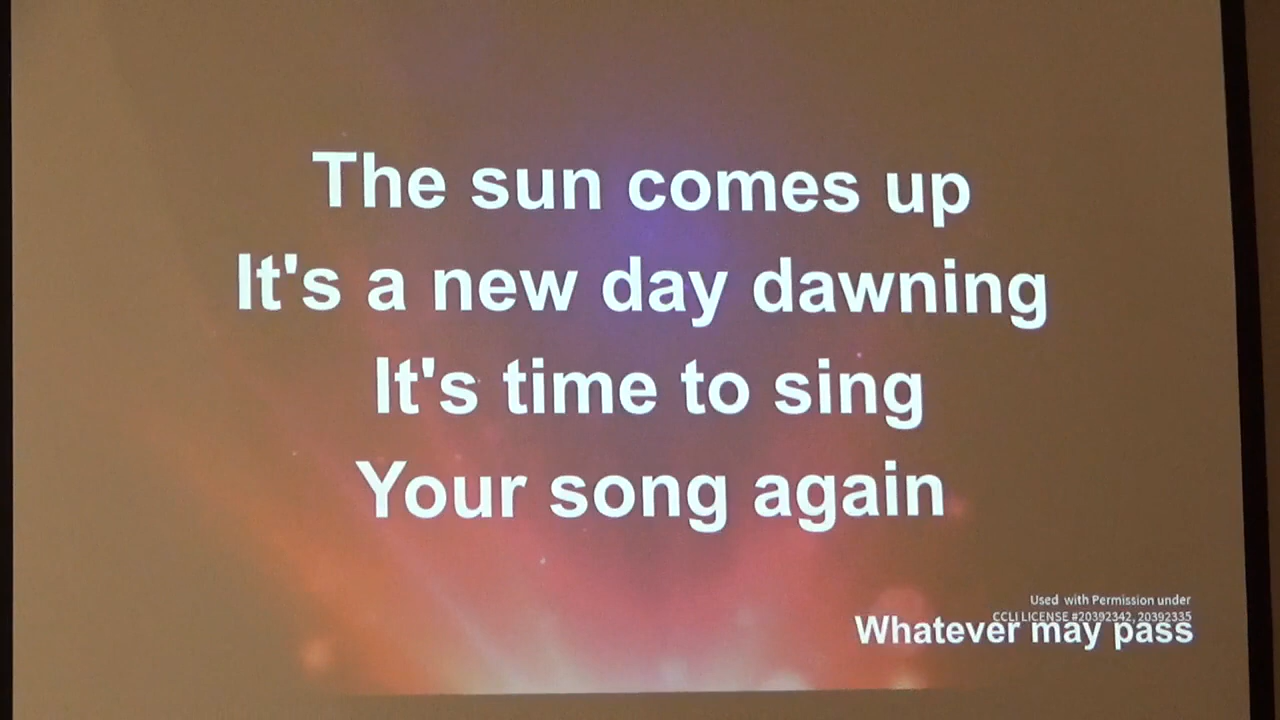 The sun comes up
It's a new day dawning
It's time to sing
Your song again
Used with Permission under
CCLI LICENSE #20392342, 20392335
Whatever may pass